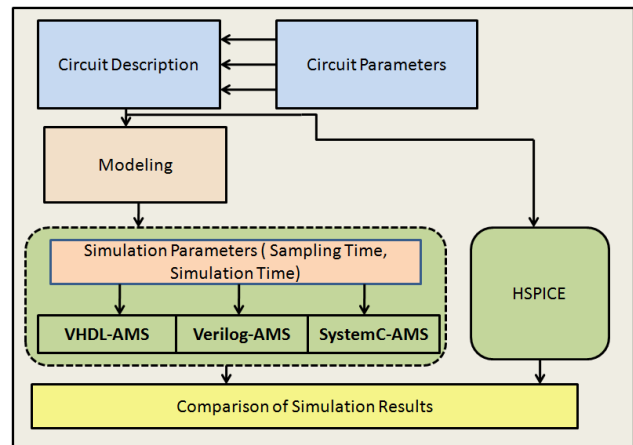 Circuit Description
Circuit Parameters
Modeling
Simulation Parameters ( Sampling Time,
Simulation Time)
VHDL-AMS
Verilog-AMS
SystemC-AMS
HSPICE
Comparison of Simulation Results